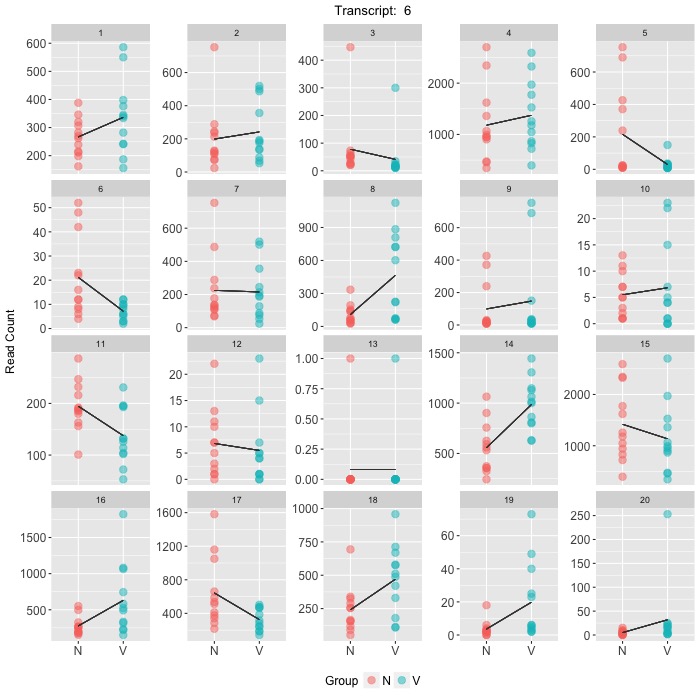 Transcript: 6
1 2 3 4 5
600 500 400 300 200
600 400 200 0
400 300 200 100 0
2000 1000
600 400 200 0
6 7 8 9 10
50 40 30 20 10 0
600 400 200 0
900 600 300 0
600 400 200 0
20 15 10 5 0
Read Count
11 12 13 14 15
200 100
20 15 10 5 0
1.00 0.75 0.50 0.25 0.00
1500 1000 500
2000 1000
16 17 18 19 20
1500 1000 500
1600 1200 800 400
1000 750 500 250
60 40 20 0
250 200 150 100 50 0
N V N V N V N V N V
Group N V